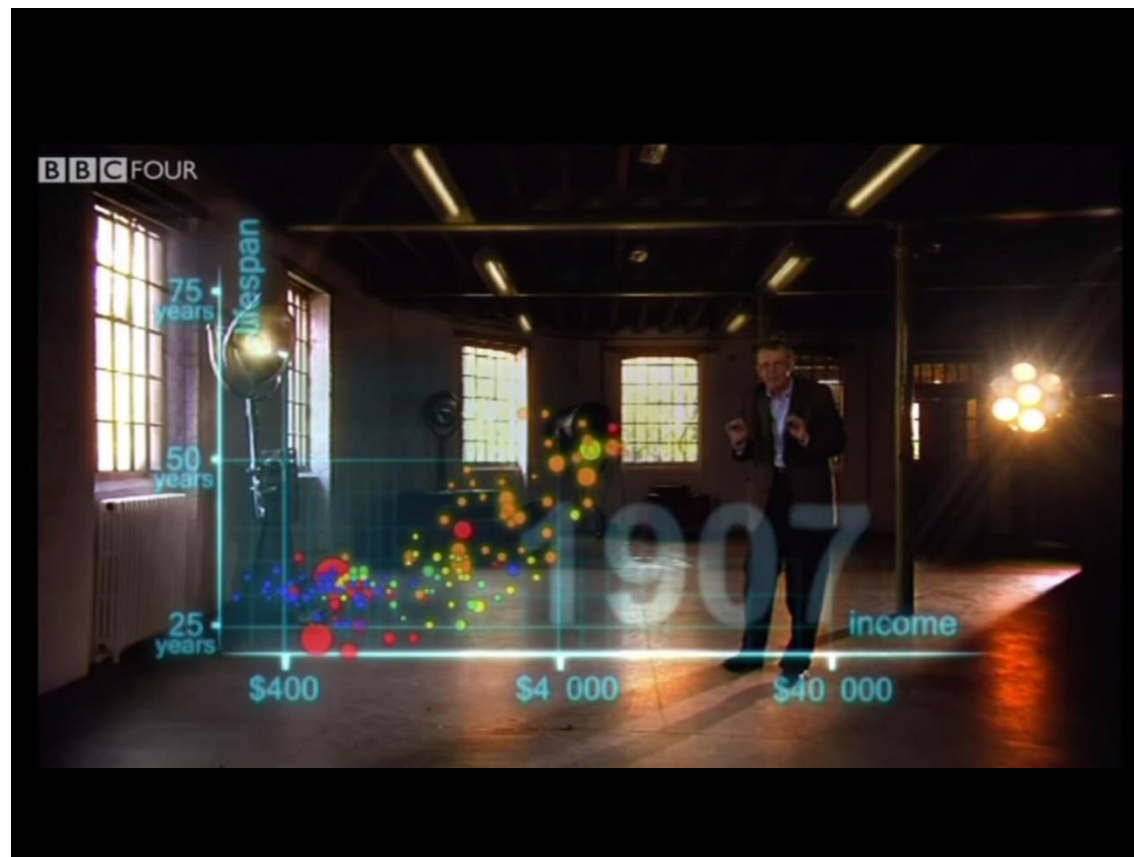 BBC FOUR
lifespan
75
years
50
years
25
years
1907
income
$400
$4 000
$40 000